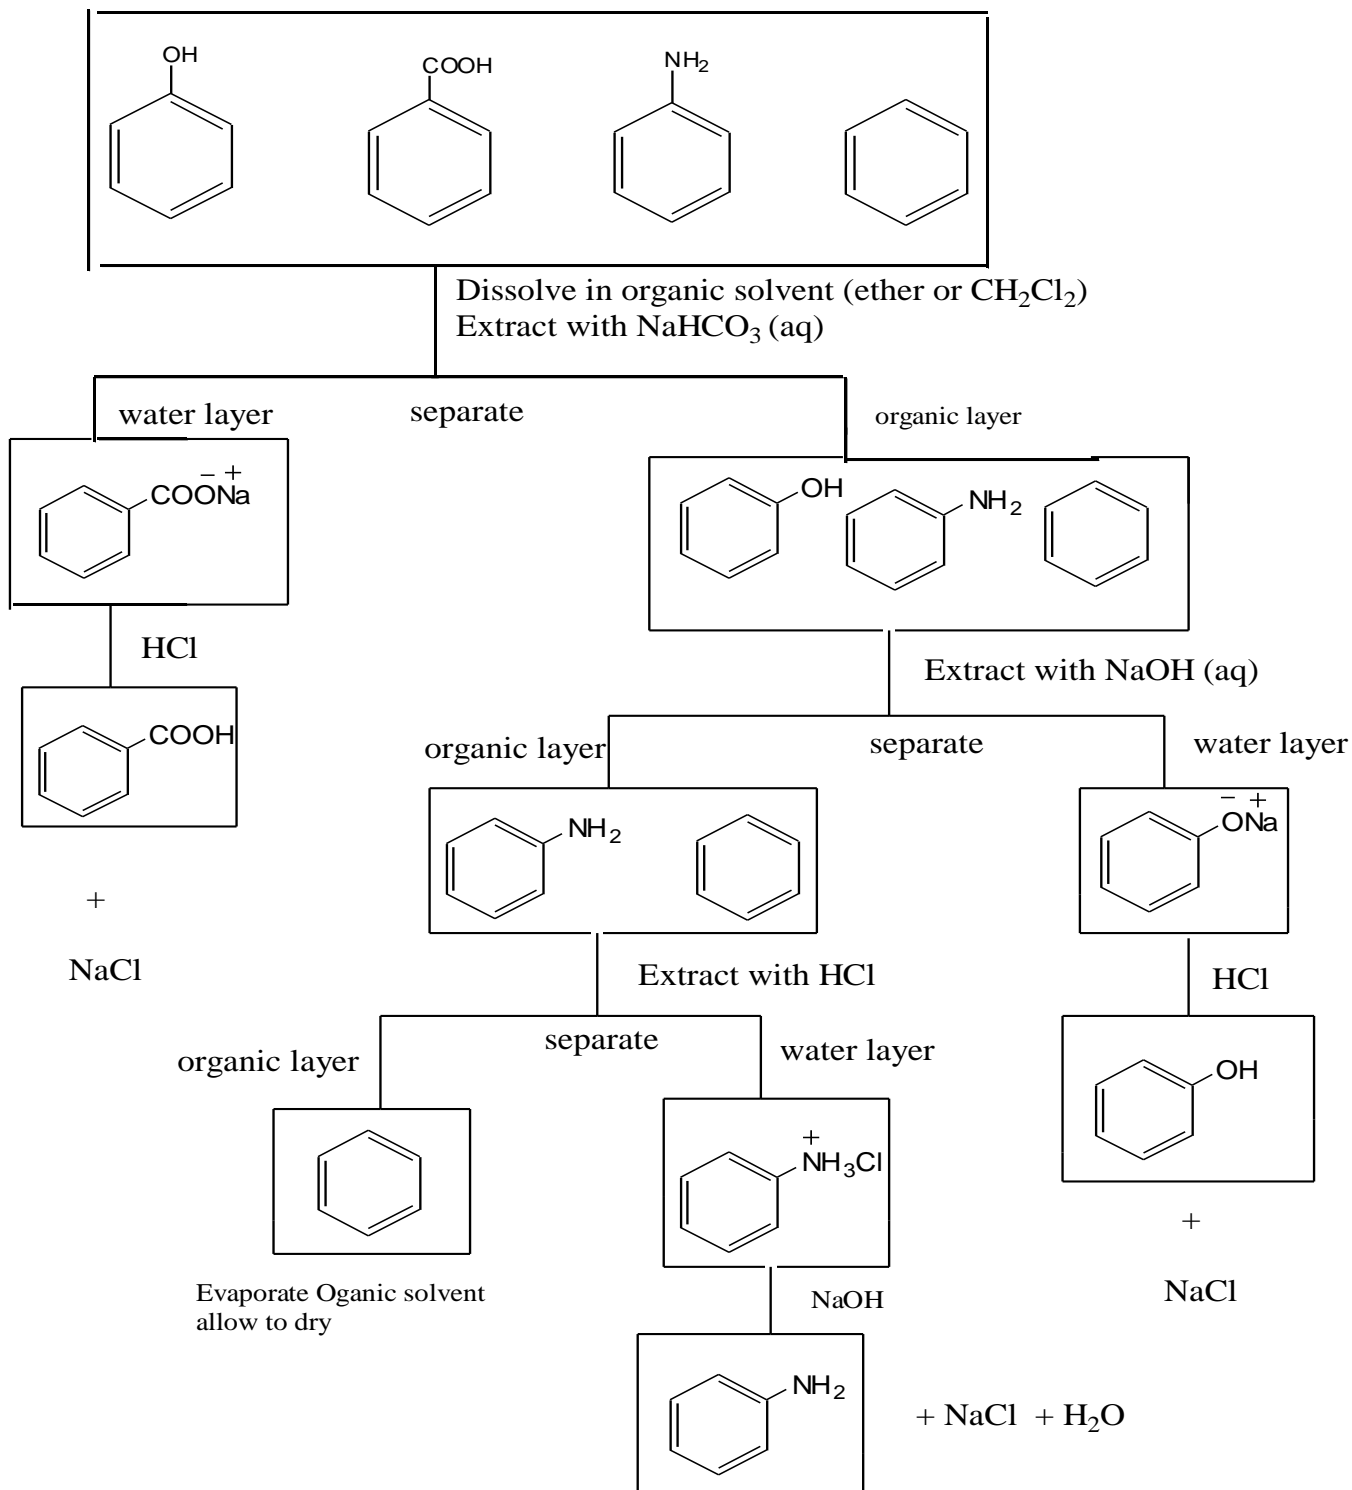 OH
COOH
NH2
Dissolve in organic solvent (ether or CH2Cl2)
Extract with NaHCO3 (aq)
water layer
separate
organic layer
COONa
− +
OH
NH2
HCl
Extract with NaOH (aq)
COOH
organic layer
separate
water layer
NH2
− +
ONa
+
NaCl
Extract with HCl
HCl
separate
organic layer
water layer
OH
+
NH3Cl
+
NaCl
Evaporate Oganic solvent
allow to dry
NaOH
NH2
+ NaCl + H2O